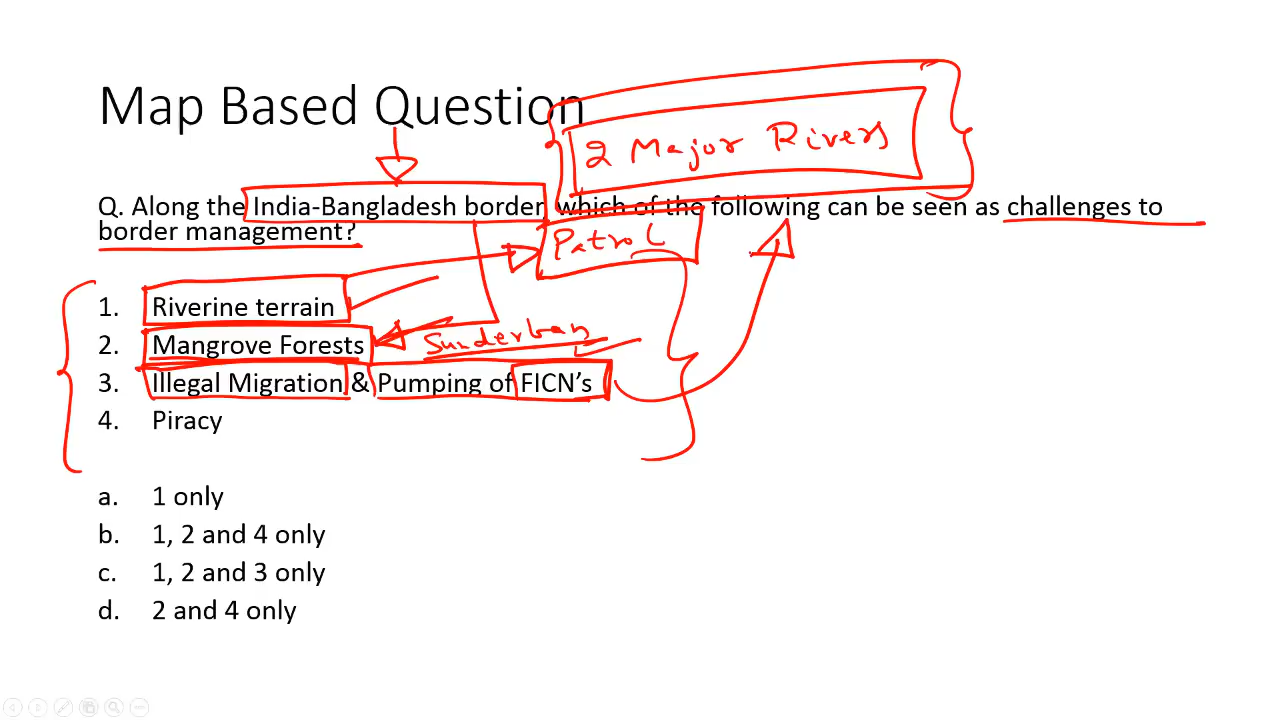 Map Based Question
2 Major Rivers
Q. Along the India-Bangladesh border, which of the following can be seen as challenges to
border management?
Patrol
1. Riverine terrain
2. Mangrove Forests
Sunderban
3. Illegal Migration & Pumping of FICN's
4. Piracy
a. 1 only
b. 1, 2 and 4 only
c. 1, 2 and 3 only
d. 2 and 4 only